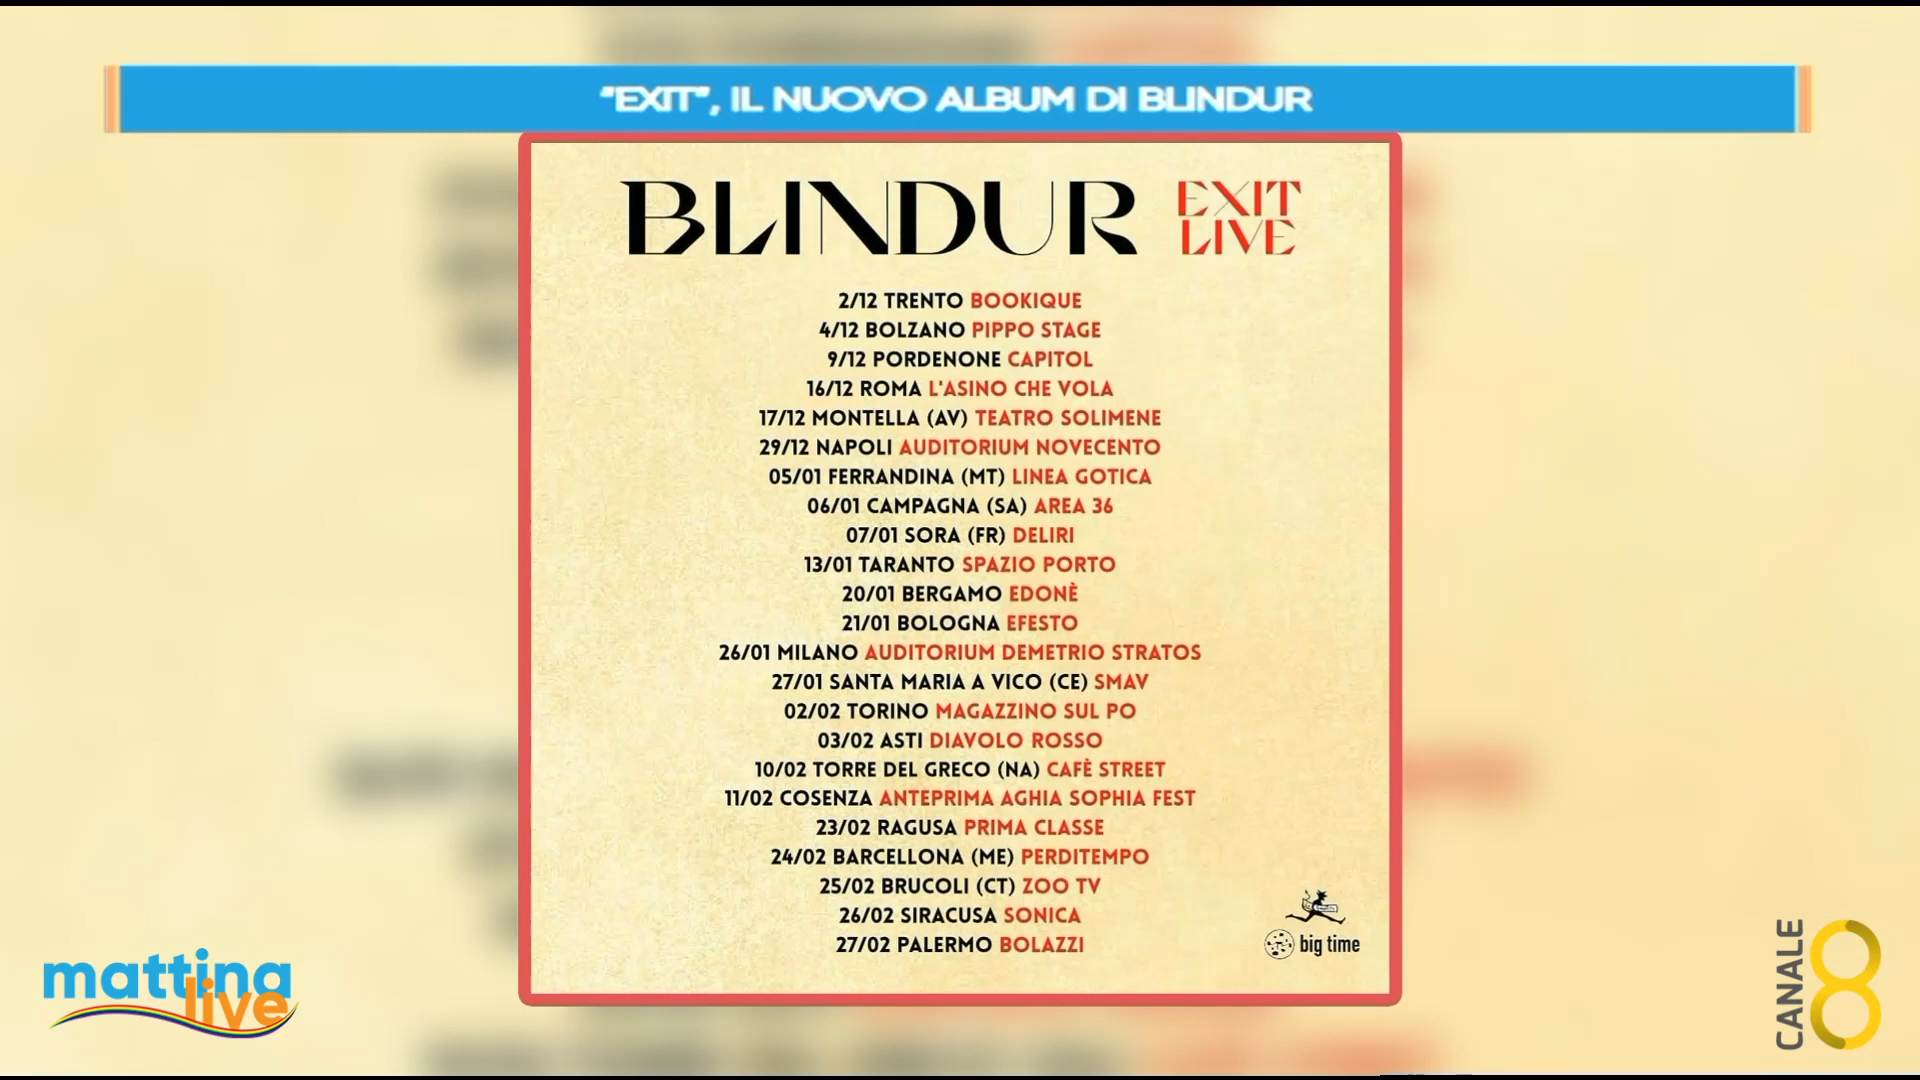 "EXIT", IL NUOVO ALBUM DI BLINDUR
BLINDUR EXIT LIVE
2/12 TRENTO BOOKIQUE
4/12 BOLZANO PIPPO STAGE
9/12 PORDENONE CAPITOL
16/12 ROMA L'ASINO CHE VOLA
17/12 MONTELLA (AV) TEATRO SOLIMENE
29/12 NAPOLI AUDITORIUM NOVECENTO
05/01 FERRANDINA (MT) LINEA GOTICA
06/01 CAMPAGNA (SA) AREA 36
07/01 SORA (FR) DELIRI
13/01 TARANTO SPAZIO PORTO
20/01 BERGAMO EDONÈ
21/01 BOLOGNA EFESTO
26/01 MILANO AUDITORIUM DEMETRIO STRATOS
27/01 SANTA MARIA A VICO (CE) SMAV
02/02 TORINO MAGAZZINO SUL PO
03/02 ASTI DIAVOLO ROSSO
10/02 TORRE DEL GRECO (NA) CAFÈ STREET
11/02 COSENZA ANTEPRIMA AGHIA SOPHIA FEST
23/02 RAGUSA PRIMA CLASSE
24/02 BARCELLONA (ME) PERDITEMPO
25/02 BRUCOLI (CT) ZOO TV
26/02 SIRACUSA SONICA
27/02 PALERMO BOLAZZI
big time
mattina
live
CANALE 8